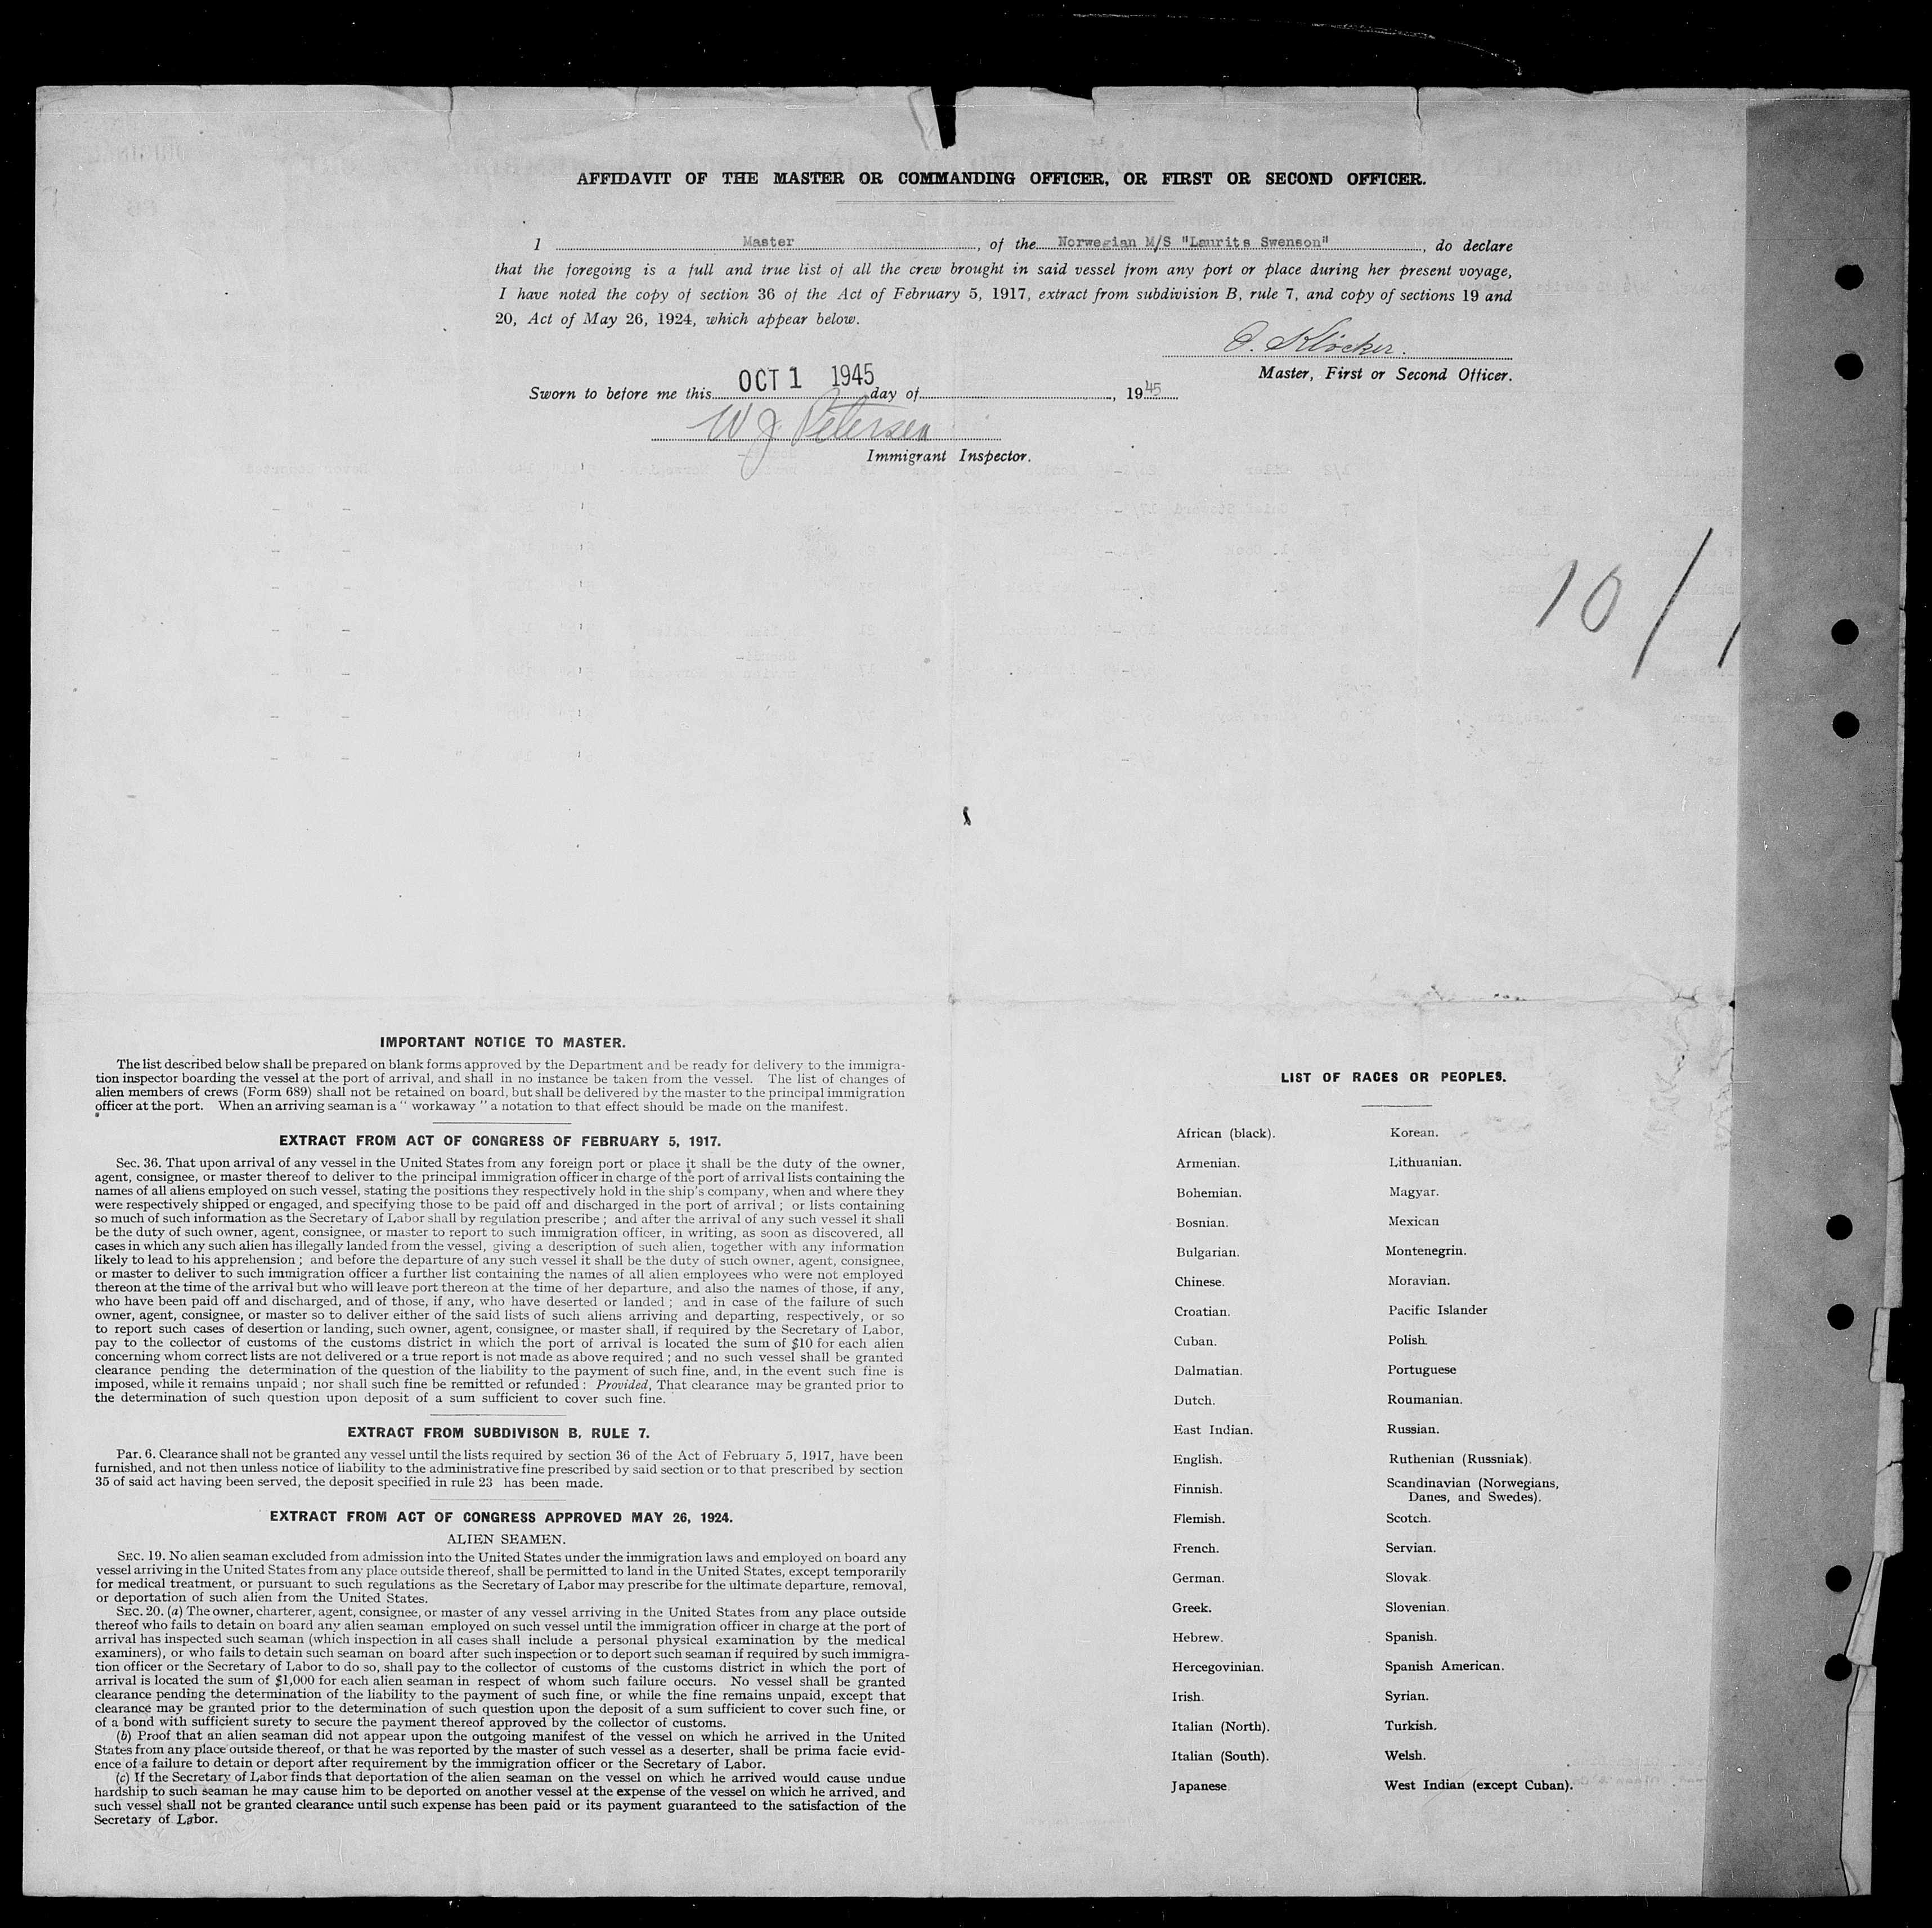 AFFIDAVIT OF THE MASTER OR COMMANDING OFFICER, OR FIRST OR SECOND OFFICER.
I Master, of the Norwegian M/S "Laurits Swenson", do declare
that the foregoing is a full and true list of all the crew brought in said vessel from any port or place during her present voyage,
I have noted the copy of section 36 of the Act of February 5, 1917, extract from subdivision B, rule 7, and copy of sections 19 and
20, Act of May 26, 1924, which appear below.
O. Klöcker.
Master, First or Second Officer.
Sworn to before me this OCT 1 1945 day of, 1945
W J Petersen
Immigrant Inspector.
10/1
IMPORTANT NOTICE TO MASTER.
The list described below shall be prepared on blank forms approved by the Department and be ready for delivery to the immigra-
tion inspector boarding the vessel at the port of arrival, and shall in no instance be taken from the vessel. The list of changes of
alien members of crews (Form 689) shall not be retained on board, but shall be delivered by the master to the principal immigration
officer at the port. When an arriving seaman is a " workaway " a notation to that effect should be made on the manifest.
EXTRACT FROM ACT OF CONGRESS OF FEBRUARY 5, 1917.
Sec. 36. That upon arrival of any vessel in the United States from any foreign port or place it shall be the duty of the owner,
agent, consignee, or master thereof to deliver to the principal immigration officer in charge of the port of arrival lists containing the
names of all aliens employed on such vessel, stating the positions they respectively hold in the ship's company, when and where they
were respectively shipped or engaged, and specifying those to be paid off and discharged in the port of arrival ; or lists containing
so much of such information as the Secretary of Labor shall by regulation prescribe ; and after the arrival of any such vessel it shall
be the duty of such owner, agent, consignee, or master to report to such immigration officer, in writing, as soon as discovered, all
cases in which any such alien has illegally landed from the vessel, giving a description of such alien, together with any information
likely to lead to his apprehension ; and before the departure of any such vessel it shall be the duty of such owner, agent, consignee,
or master to deliver to such immigration officer a further list containing the names of all alien employees who were not employed
thereon at the time of the arrival but who will leave port thereon at the time of her departure, and also the names of those, if any,
who have been paid off and discharged, and of those, if any, who have deserted or landed ; and in case of the failure of such
owner, agent, consignee, or master so to deliver either of the said lists of such aliens arriving and departing, respectively, or so
to report such cases of desertion or landing, such owner, agent, consignee, or master shall, if required by the Secretary of Labor,
pay to the collector of customs of the customs district in which the port of arrival is located the sum of $10 for each alien
concerning whom correct lists are not delivered or a true report is not made as above required ; and no such vessel shall be granted
clearance pending the determination of the question of the liability to the payment of such fine, and, in the event such fine is
imposed, while it remains unpaid ; nor shall such fine be remitted or refunded : Provided, That clearance may be granted prior to
the determination of such question upon deposit of a sum sufficient to cover such fine.
EXTRACT FROM SUBDIVISON B, RULE 7.
Par. 6. Clearance shall not be granted any vessel until the lists required by section 36 of the Act of February 5, 1917, have been
furnished, and not then unless notice of liability to the administrative fine prescribed by said section or to that prescribed by section
35 of said act having been served, the deposit specified in rule 23 has been made.
EXTRACT FROM ACT OF CONGRESS APPROVED MAY 26, 1924.
ALIEN SEAMEN.
SEC. 19. No alien seaman excluded from admission into the United States under the immigration laws and employed on board any
vessel arriving in the United States from any place outside thereof, shall be permitted to land in the United States, except temporarily
for medical treatment, or pursuant to such regulations as the Secretary of Labor may prescribe for the ultimate departure, removal,
or deportation of such alien from the United States.
SEC. 20. (a) The owner, charterer, agent, consignee, or master of any vessel arriving in the United States from any place outside
thereof who fails to detain on board any alien seaman employed on such vessel until the immigration officer in charge at the port of
arrival has inspected such seaman (which inspection in all cases shall include a personal physical examination by the medical
examiners), or who fails to detain such seaman on board after such inspection or to deport such seaman if required by such immigra-
tion officer or the Secretary of Labor to do so, shall pay to the collector of customs of the customs district in which the port of
arrival is located the sum of $1,000 for each alien seaman in respect of whom such failure occurs. No vessel shall be granted
clearance pending the determination of the liability to the payment of such fine, or while the fine remains unpaid, except that
clearance may be granted prior to the determination of such question upon the deposit of a sum sufficient to cover such fine, or
of a bond with sufficient surety to secure the payment thereof approved by the collector of customs.
(b) Proof that an alien seaman did not appear upon the outgoing manifest of the vessel on which he arrived in the United
States from any place outside thereof, or that he was reported by the master of such vessel as a deserter, shall be prima facie evid-
ence of a failure to detain or deport after requirement by the immigration officer or the Secretary of Labor.
(c) If the Secretary of Labor finds that deportation of the alien seaman on the vessel on which he arrived would cause undue
hardship to such seaman he may cause him to be deported on another vessel at the expense of the vessel on which he arrived, and
such vessel shall not be granted clearance until such expense has been paid or its payment guaranteed to the satisfaction of the
Secretary of Labor.
LIST OF RACES OR PEOPLES.
African (black).
Armenian.
Bohemian.
Bosnian.
Bulgarian.
Chinese.
Croatian.
Cuban.
Dalmatian.
Dutch.
East Indian.
English.
Finnish.
Flemish.
French.
German.
Greek.
Hebrew.
Hercegovinian.
Irish.
Italian (North).
Italian (South).
Japanese
Korean.
Lithuanian.
Magyar.
Mexican
Montenegrin.
Moravian.
Pacific Islander
Polish.
Portuguese
Roumanian.
Russian.
Ruthenian (Russniak).
Scandinavian (Norwegians,
Danes, and Swedes).
Scotch.
Servian.
Slovak.
Slovenian.
Spanish.
Spanish American.
Syrian.
Turkish.
Welsh.
West Indian (except Cuban).